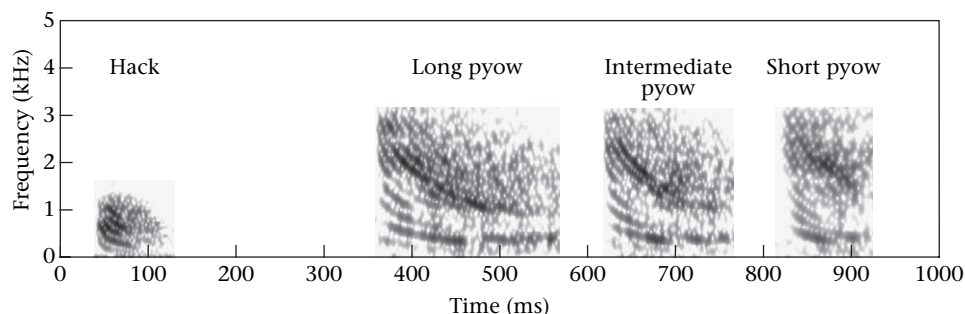 5
4
3
2
1
0
Frequency (kHz)
Hack
Long pyow
Intermediate
pyow
Short pyow
0 100 200 300 400 500 600 700 800 900 1000
Time (ms)